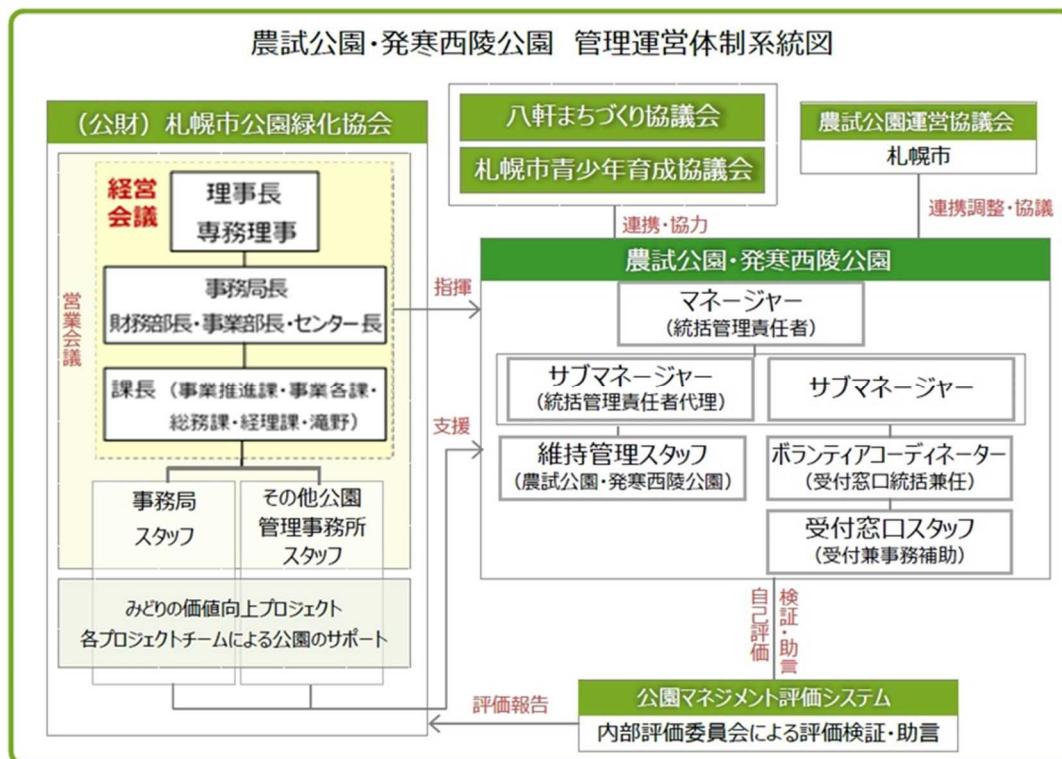 農試公園・発寒西陵公園 管理運営体制系統図
（公財）札幌市公園緑化協会
経営
会議
理事長
専務理事
事務局長
財務部長・事業部長・センター長
課長（事業推進課・事業各課・
総務課・経理課・滝野）
営業会議
事務局
スタッフ
その他公園
管理事務所
スタッフ
みどりの価値向上プロジェクト
各プロジェクトチームによる公園のサポート
八軒まちづくり協議会
札幌市青少年育成協議会
連携・協力
農試公園運営協議会
札幌市
連携調整・協議
指揮
支援
農試公園・発寒西陵公園
マネージャー
（統括管理責任者）
サブマネージャー
（統括管理責任者代理）
サブマネージャー
維持管理スタッフ
（農試公園・発寒西陵公園）
ボランティアコーディネーター
（受付窓口統括兼任）
受付窓口スタッフ
（受付兼事務補助）
自己評価
検証・助言
評価報告
公園マネジメント評価システム
内部評価委員会による評価検証・助言